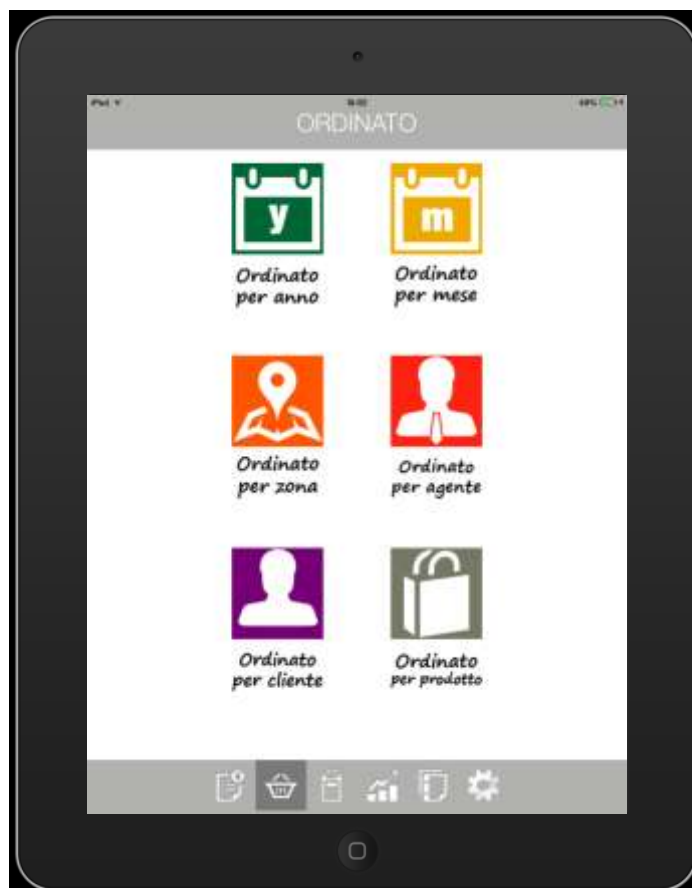 iPad
ORDINATO
y
m
Ordinato
per anno
Ordinato
per mese
Ordinato
per zona
Ordinato
per agente
Ordinato
per cliente
Ordinato
per prodotto